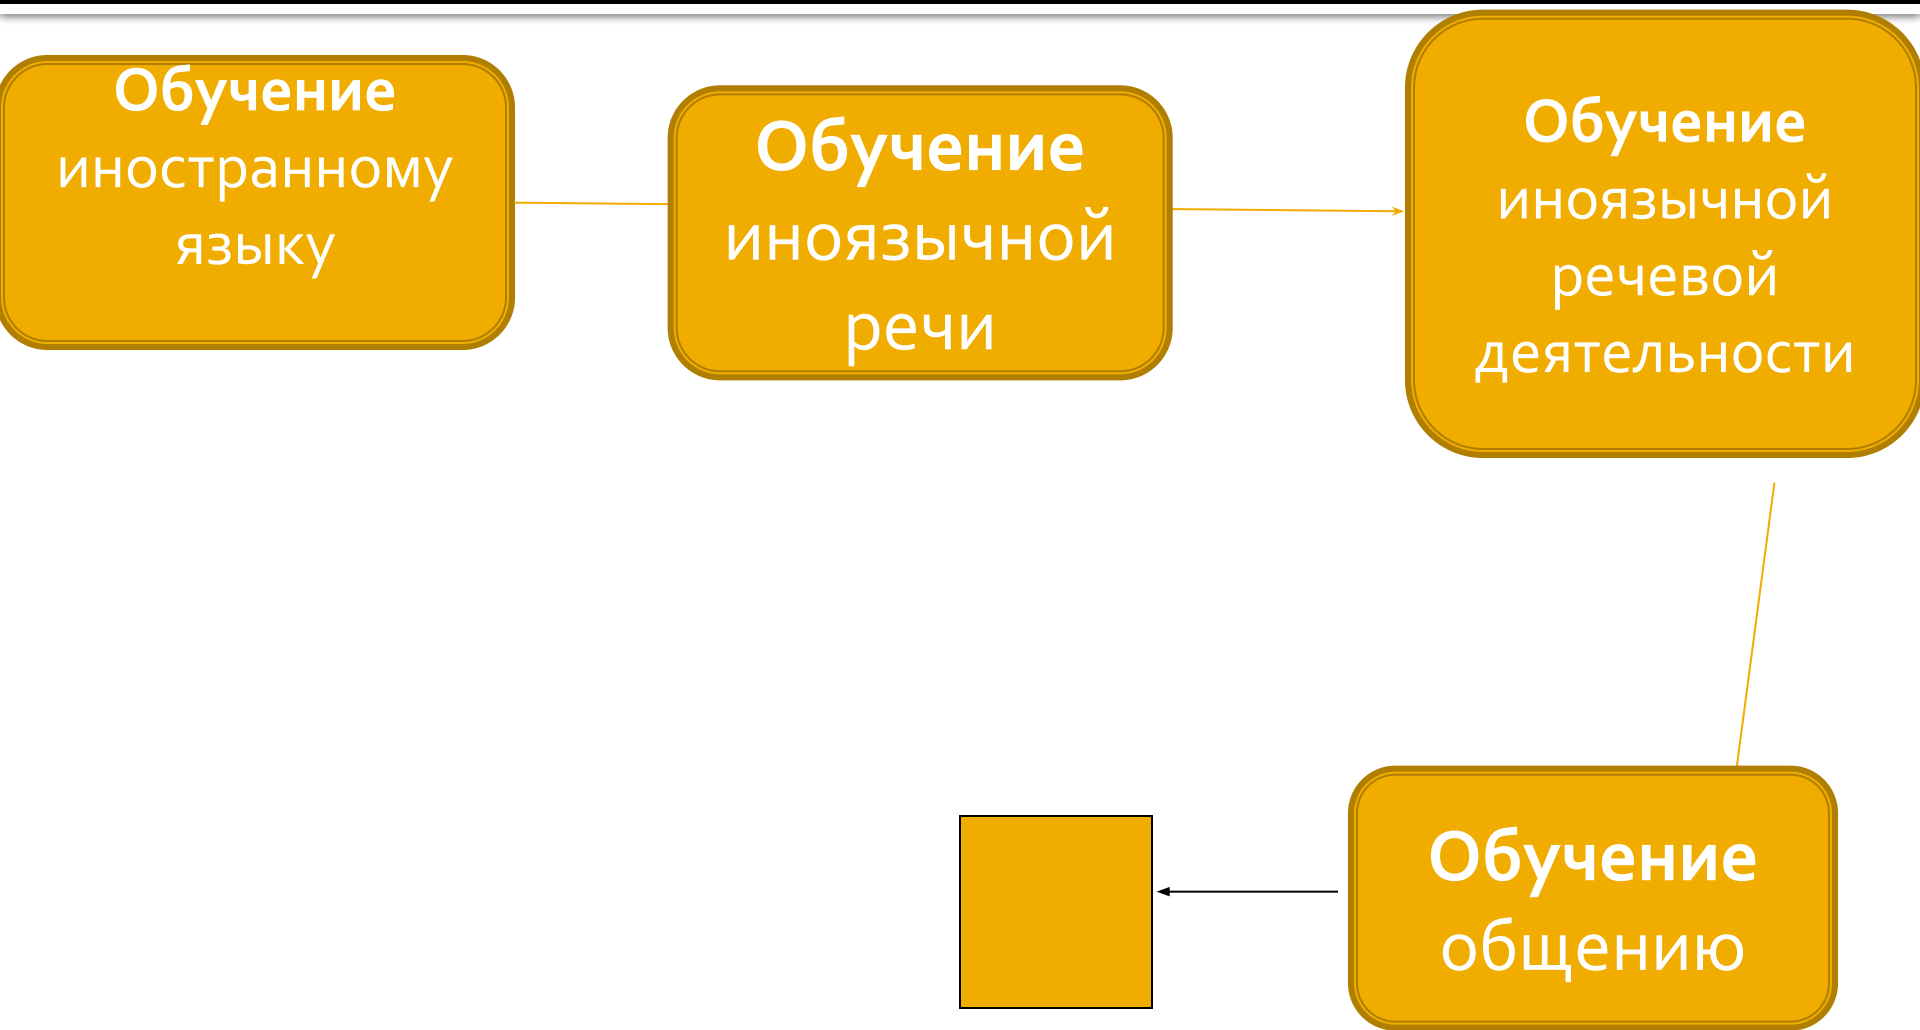 Обучение
иностранному
языку
Обучение
иноязычной
речи
Обучение
иноязычной
речевой
деятельности
Обучение
общению